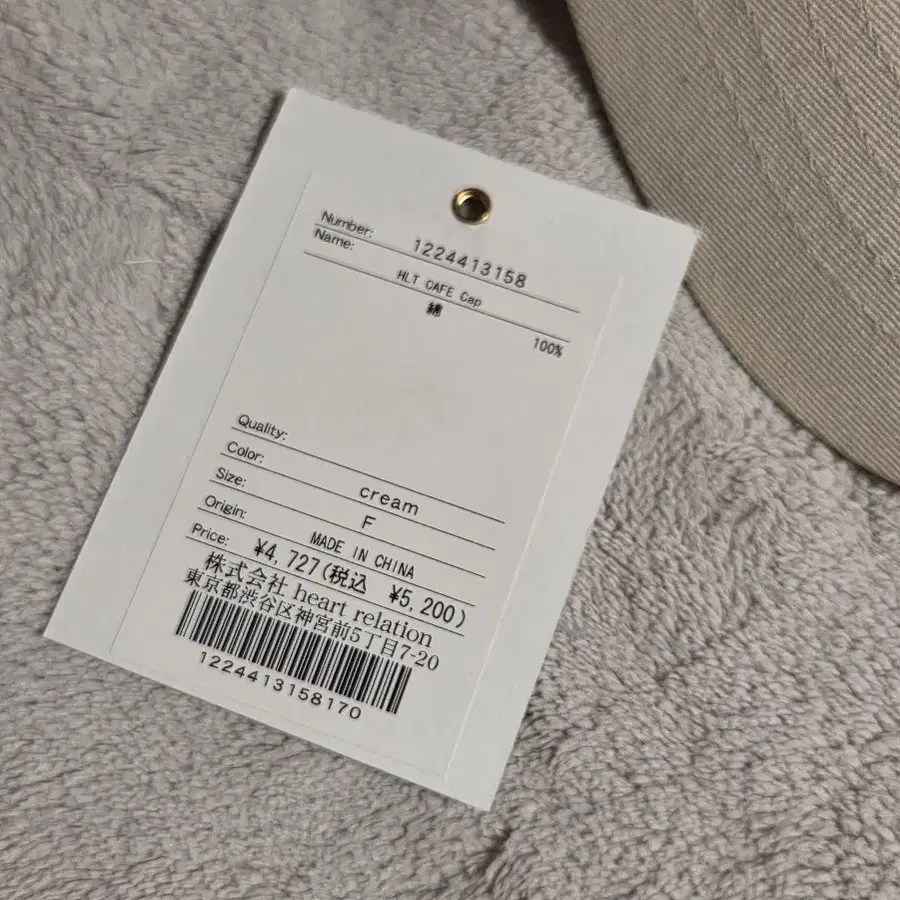 Number: 1224413158
Name: HLT CAFE Cap
綿 100%
Quality:
Color: cream
Size: F
Origin: MADE IN CHINA
Price: ¥4,727(税込 ¥5,200)
株式会社 heart relation
東京都渋谷区神宮前5丁目7-20
1224413158170